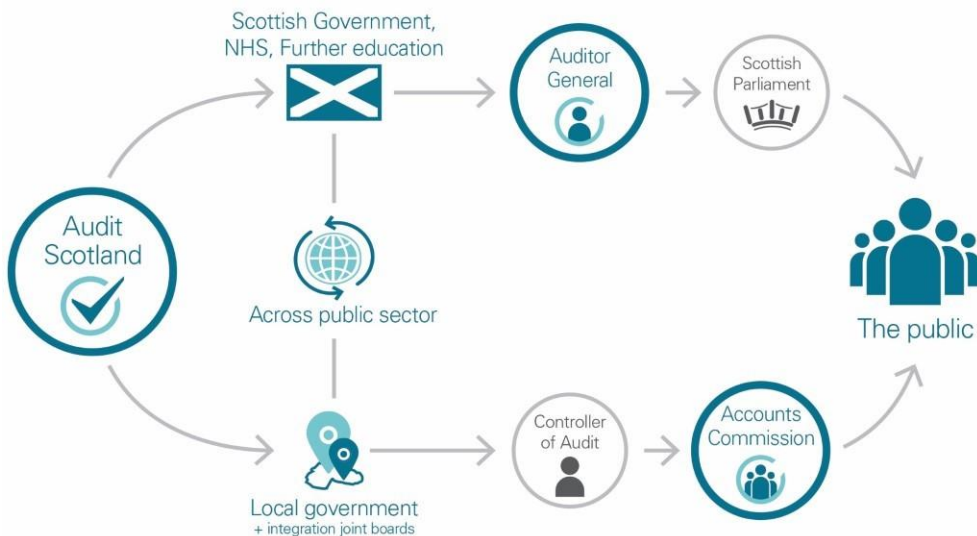 Scottish Government,
NHS, Further education
Auditor
General
Scottish
Parliament
Audit
Scotland
Across public sector
The public
Local government
+ integration joint boards
Controller
of Audit
Accounts
Commission